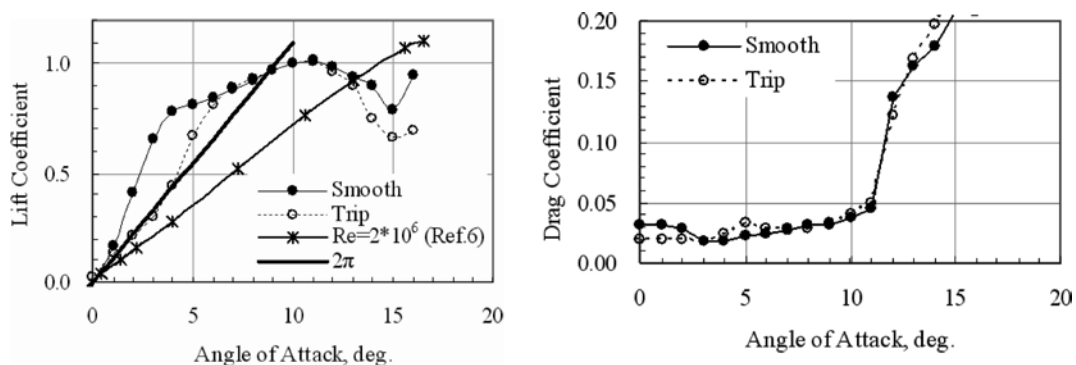 Lift Coefficient
1.0
0.5
0.0
0 5 10 15 20
Angle of Attack, deg.
Smooth
Trip
Re=2*10⁶ (Ref.6)
2π
Drag Coefficient
0.20
0.15
0.10
0.05
0.00
0 5 10 15 20
Angle of Attack, deg.
Smooth
Trip